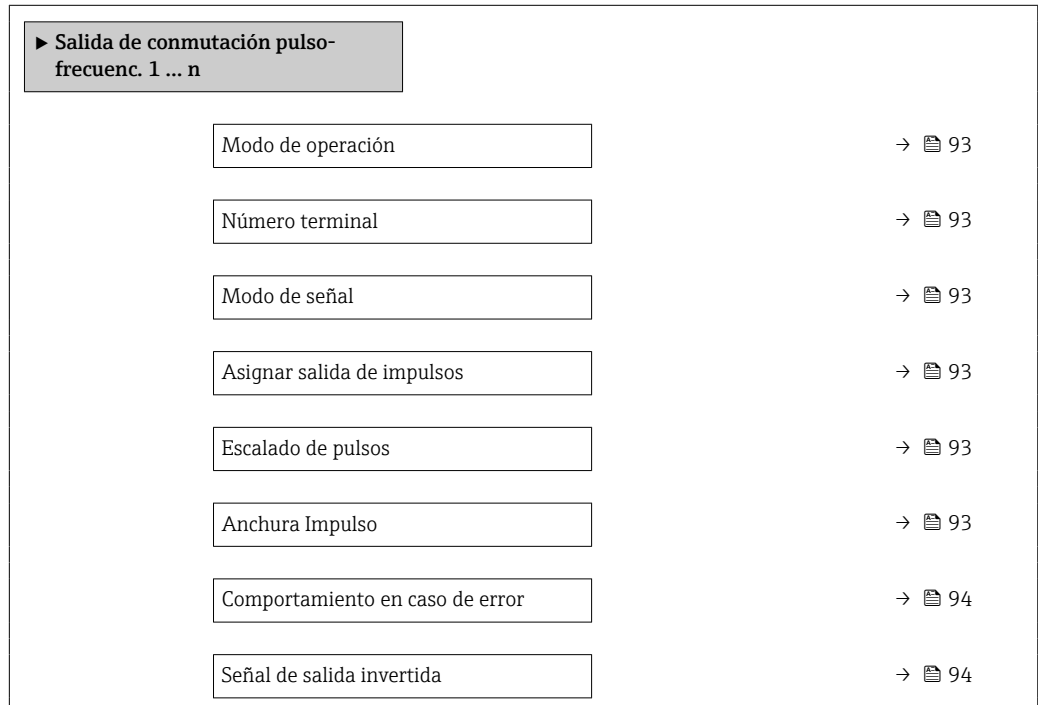 ▶ Salida de conmutación pulso-
frecuenc. 1 ... n
Modo de operación → 93
Número terminal → 93
Modo de señal → 93
Asignar salida de impulsos → 93
Escalado de pulsos → 93
Anchura Impulso → 93
Comportamiento en caso de error → 94
Señal de salida invertida → 94